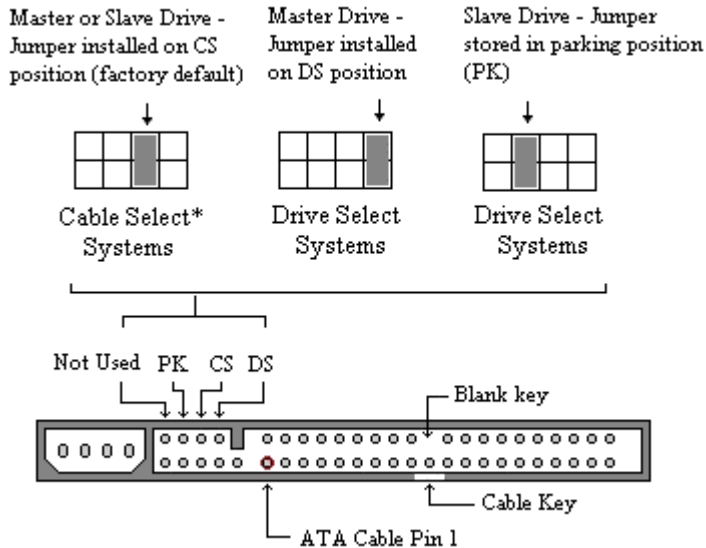 Master or Slave Drive -
Jumper installed on CS
position (factory default)
Master Drive -
Jumper installed
on DS position
Slave Drive - Jumper
stored in parking position
(PK)
Cable Select*
Systems
Drive Select
Systems
Drive Select
Systems
Not Used PK CS DS
Blank key
Cable Key
ATA Cable Pin 1